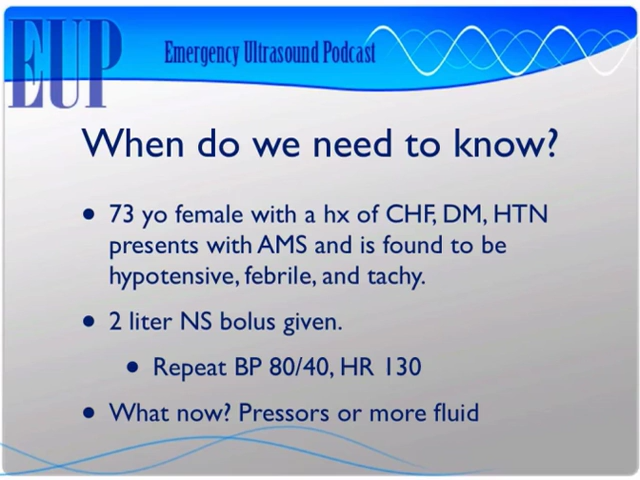 EUP
Emergency Ultrasound Podcast
When do we need to know?
• 73 yo female with a hx of CHF, DM, HTN
presents with AMS and is found to be
hypotensive, febrile, and tachy.
• 2 liter NS bolus given.
• Repeat BP 80/40, HR 130
• What now? Pressors or more fluid